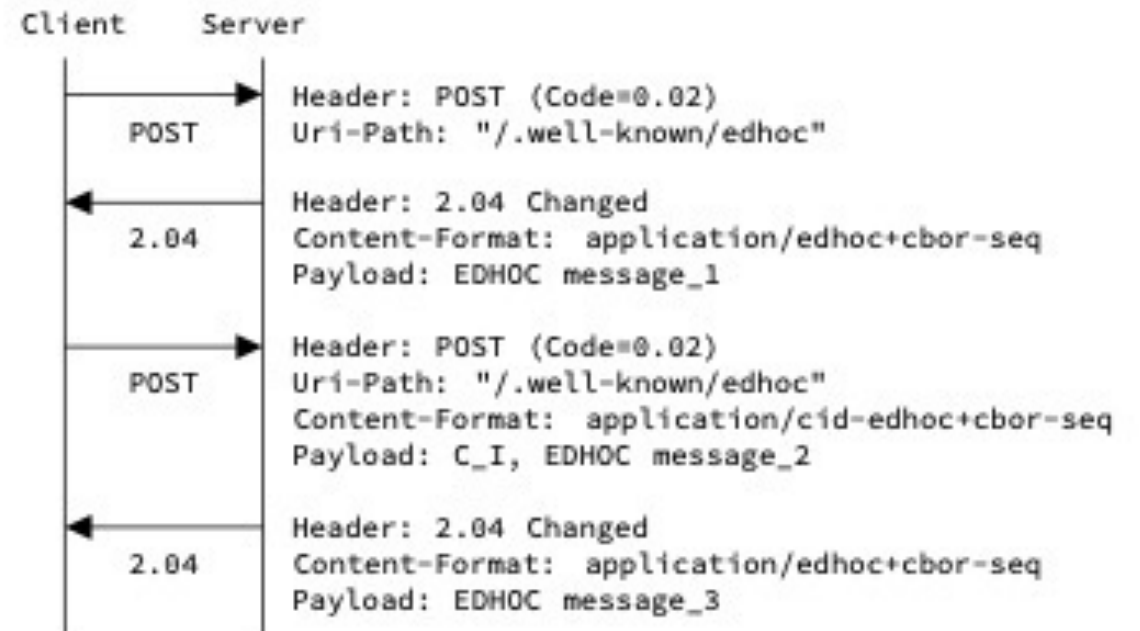 Client Server
Header: POST (Code=0.02)
POST Uri-Path: "/.well-known/edhoc"
Header: 2.04 Changed
2.04 Content-Format: application/edhoc+cbor-seq
Payload: EDHOC message_1
Header: POST (Code=0.02)
POST Uri-Path: "/.well-known/edhoc"
Content-Format: application/cid-edhoc+cbor-seq
Payload: C_I, EDHOC message_2
Header: 2.04 Changed
2.04 Content-Format: application/edhoc+cbor-seq
Payload: EDHOC message_3